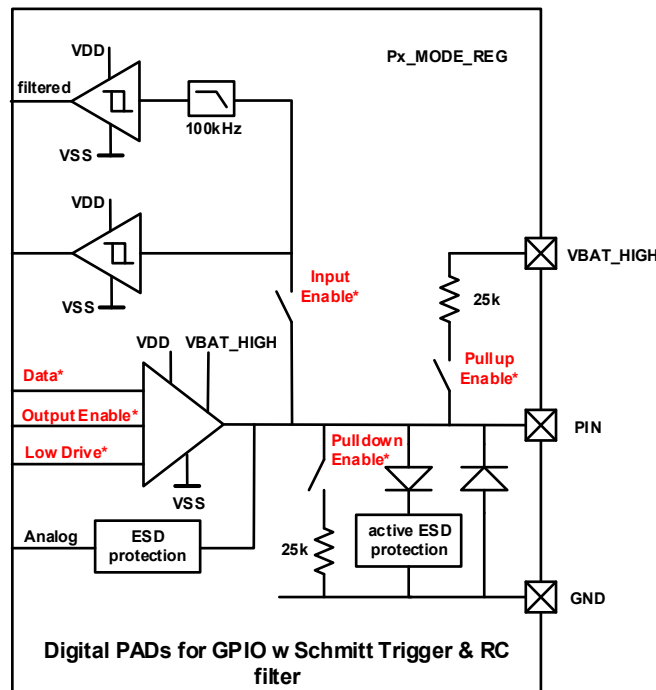 VDD
Px_MODE_REG
filtered
100kHz
VSS
VDD
VSS
Input
Enable*
VBAT_HIGH
25k
Pullup
Enable*
VDD
VBAT_HIGH
Data*
Output Enable*
Low Drive*
VSS
PIN
Pulldown
Enable*
Analog
ESD
protection
25k
active ESD
protection
GND
Digital PADs for GPIO w Schmitt Trigger & RC
filter